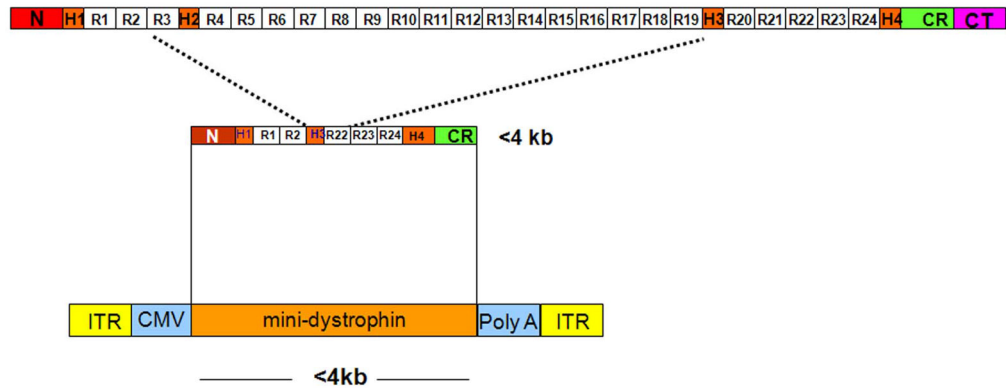 N H1 R1 R2 R3 H2 R4 R5 R6 R7 R8 R9 R10 R11 R12 R13 R14 R15 R16 R17 R18 R19 H3 R20 R21 R22 R23 R24 H4 CR CT
N H1 R1 R2 H3 R22 R23 R24 H4 CR <4 kb
ITR CMV mini-dystrophin Poly A ITR
<4kb